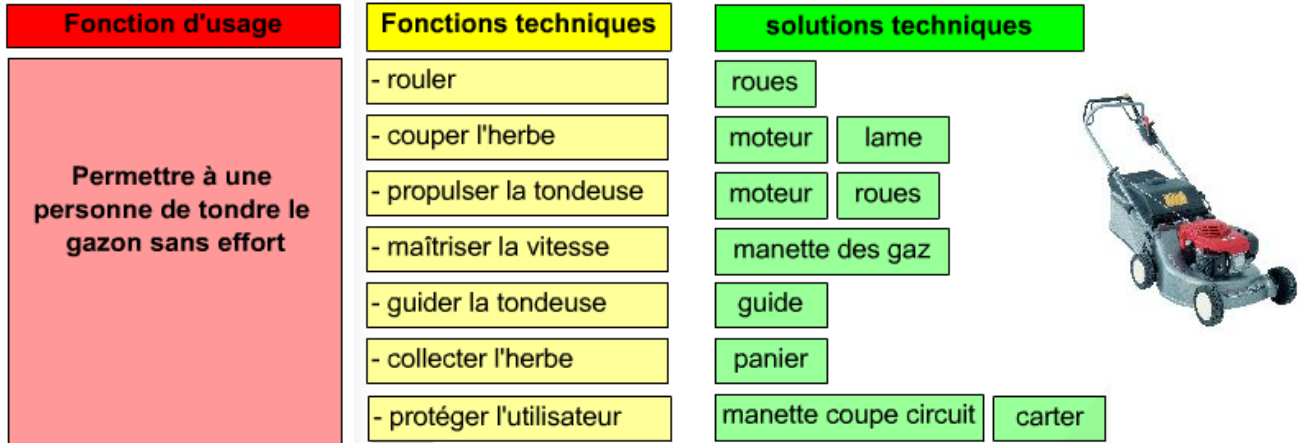 Fonction d'usage
Fonctions techniques
solutions techniques
Permettre à une
personne de tondre le
gazon sans effort
- rouler
roues
- couper l'herbe
moteur
lame
- propulser la tondeuse
moteur
roues
- maîtriser la vitesse
manette des gaz
- guider la tondeuse
guide
- collecter l'herbe
panier
- protéger l'utilisateur
manette coupe circuit
carter